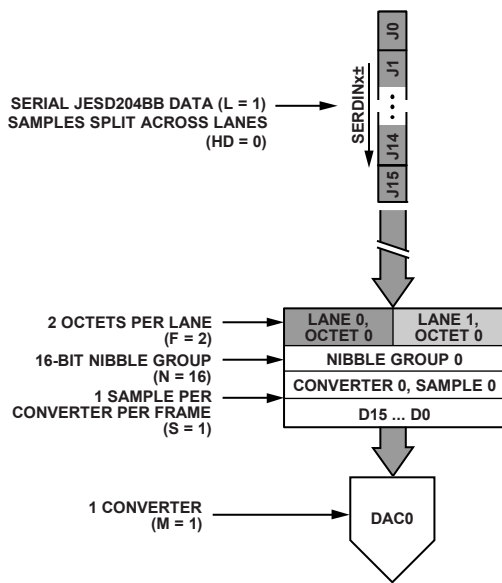 J0
J1
J14
J15
SERDINx±
SERIAL JESD204BB DATA (L = 1)
SAMPLES SPLIT ACROSS LANES
(HD = 0)
2 OCTETS PER LANE
(F = 2)
LANE 0,
OCTET 0
LANE 1,
OCTET 0
16-BIT NIBBLE GROUP
(N = 16)
NIBBLE GROUP 0
1 SAMPLE PER
CONVERTER PER FRAME
(S = 1)
CONVERTER 0, SAMPLE 0
D15 ... D0
1 CONVERTER
(M = 1)
DAC0